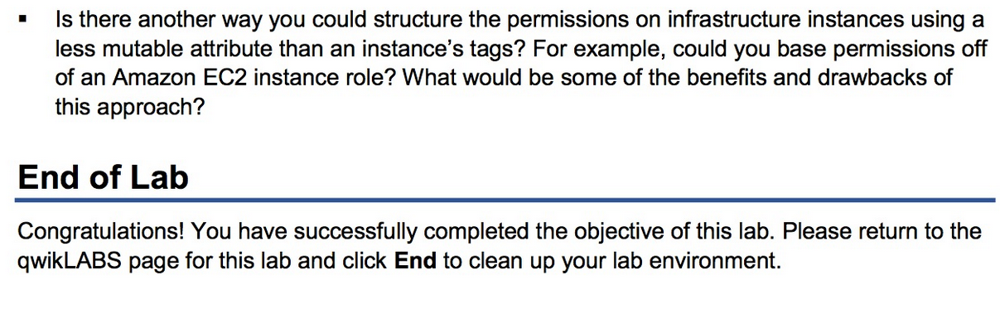 ▪ Is there another way you could structure the permissions on infrastructure instances using a
less mutable attribute than an instance’s tags? For example, could you base permissions off
of an Amazon EC2 instance role? What would be some of the benefits and drawbacks of
this approach?
End of Lab
Congratulations! You have successfully completed the objective of this lab. Please return to the
qwikLABS page for this lab and click End to clean up your lab environment.